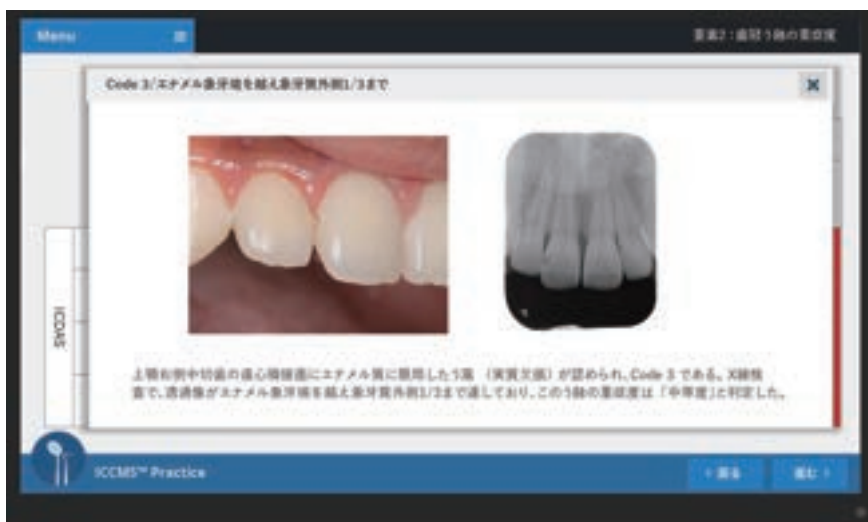 Menu
要素2：歯冠う蝕の重症度
Code 3/エナメル象牙境を越え象牙質外側1/3まで
ICDAS
上顎右側中切歯の遠心隣接面にエナメル質に限局したう窩 （実質欠損）が認められ、Code 3 である。X線検
査で、透過像がエナメル象牙境を越え象牙質外側1/3まで達しており、このう蝕の重症度は「中等度」と判定した。
ICCMS™ Practice
戻る
進む